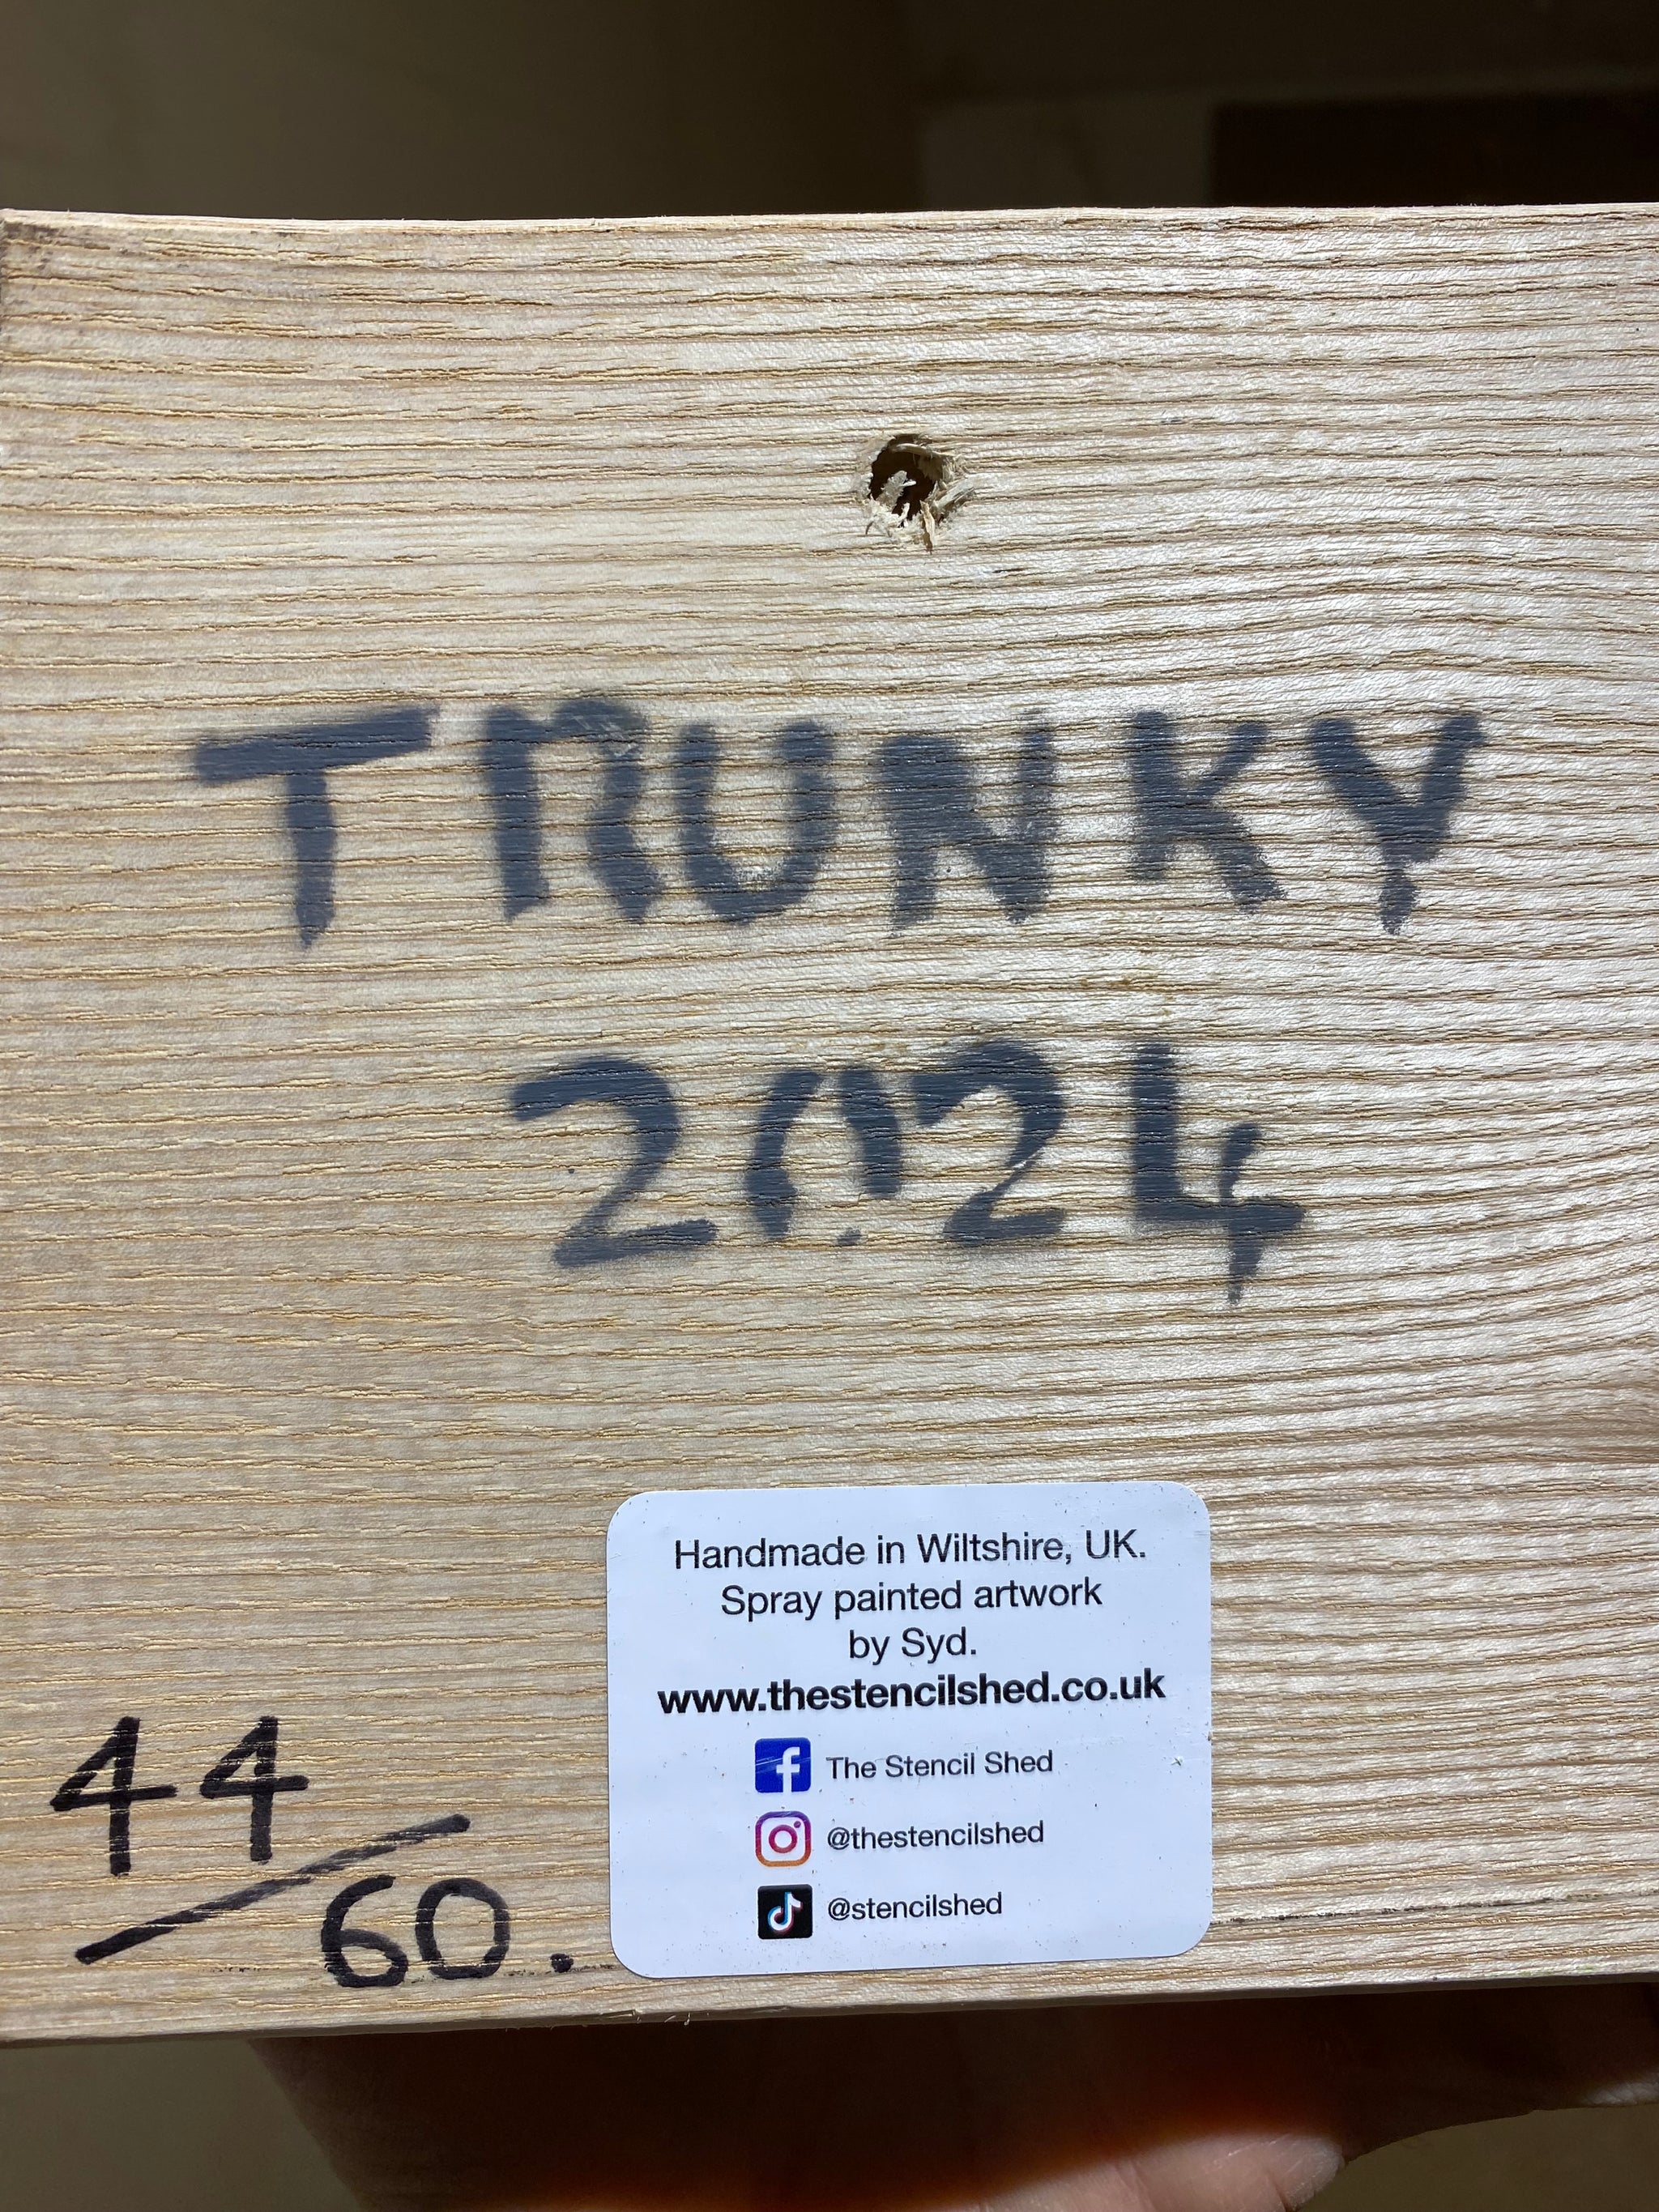 TRUNKY
2024
Handmade in Wiltshire, UK.
Spray painted artwork
by Syd.
www.thestencilshed.co.uk
The Stencil Shed
@thestencilshed
@stencilshed
44/60.